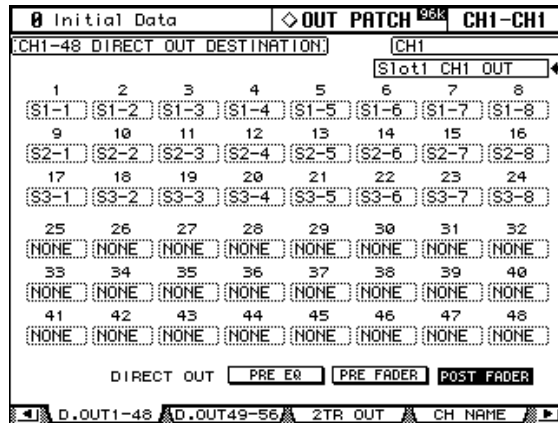 0 Initial Data ◇OUT PATCH 96K CH1-CH1
CH1-48 DIRECT OUT DESTINATION CH1
Slot1 CH1 OUT
1 2 3 4 5 6 7 8
S1-1 S1-2 S1-3 S1-4 S1-5 S1-6 S1-7 S1-8
9 10 11 12 13 14 15 16
S2-1 S2-2 S2-3 S2-4 S2-5 S2-6 S2-7 S2-8
17 18 19 20 21 22 23 24
S3-1 S3-2 S3-3 S3-4 S3-5 S3-6 S3-7 S3-8
25 26 27 28 29 30 31 32
NONE NONE NONE NONE NONE NONE NONE NONE
33 34 35 36 37 38 39 40
NONE NONE NONE NONE NONE NONE NONE NONE
41 42 43 44 45 46 47 48
NONE NONE NONE NONE NONE NONE NONE NONE
DIRECT OUT PRE EQ PRE FADER POST FADER
D.OUT1-48 D.OUT49-56 2TR OUT CH NAME